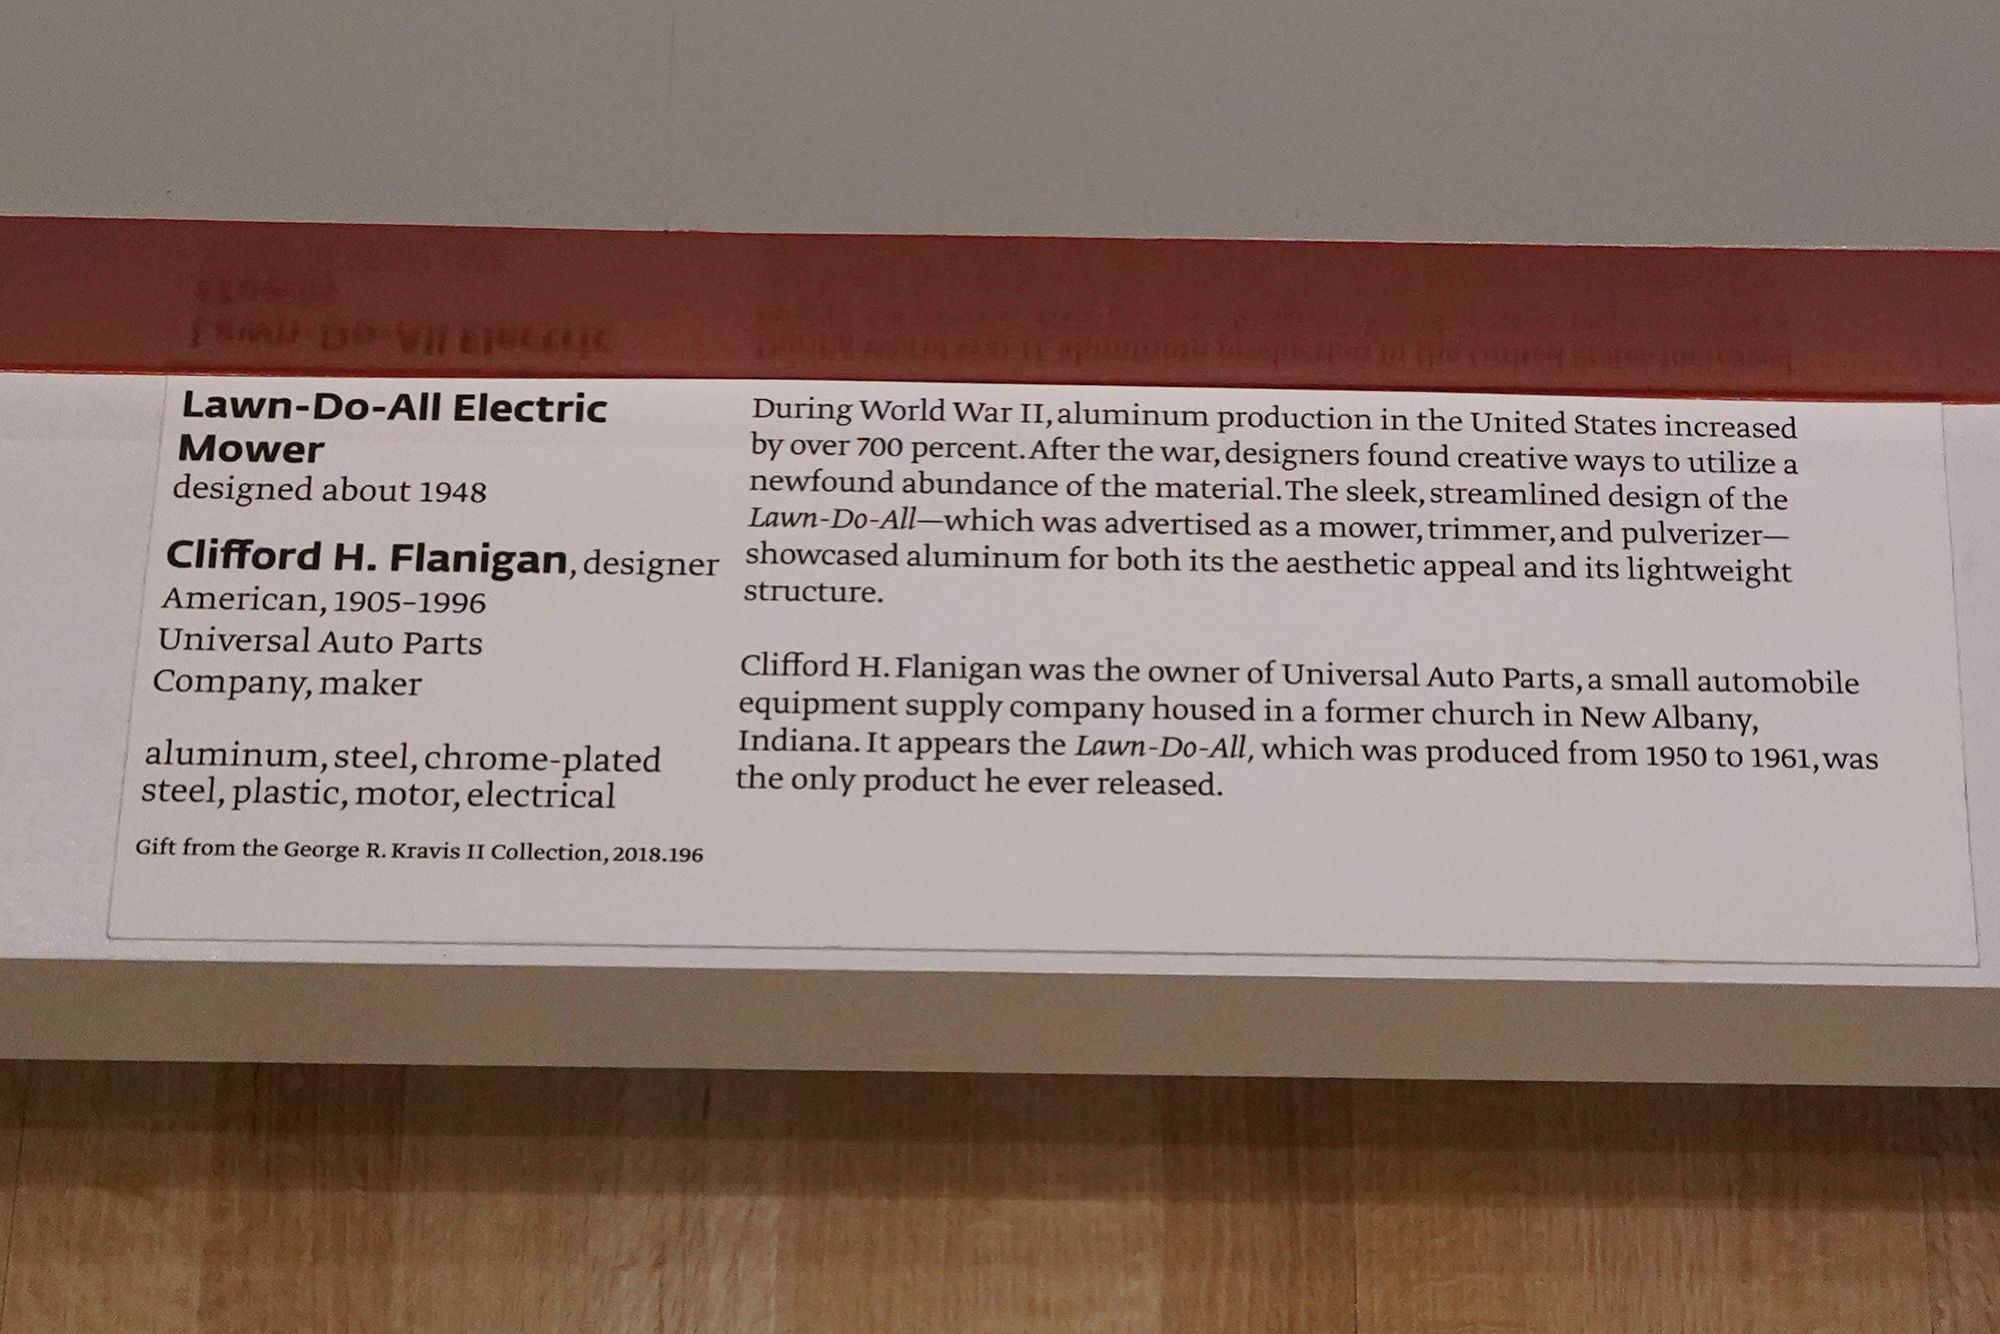 Lawn-Do-All Electric
Mower
designed about 1948
Clifford H. Flanigan, designer
American, 1905–1996
Universal Auto Parts
Company, maker
aluminum, steel, chrome-plated
steel, plastic, motor, electrical
Gift from the George R. Kravis II Collection, 2018.196
During World War II, aluminum production in the United States increased
by over 700 percent. After the war, designers found creative ways to utilize a
newfound abundance of the material. The sleek, streamlined design of the
Lawn-Do-All—which was advertised as a mower, trimmer, and pulverizer—
showcased aluminum for both its the aesthetic appeal and its lightweight
structure.
Clifford H. Flanigan was the owner of Universal Auto Parts, a small automobile
equipment supply company housed in a former church in New Albany,
Indiana. It appears the Lawn-Do-All, which was produced from 1950 to 1961, was
the only product he ever released.